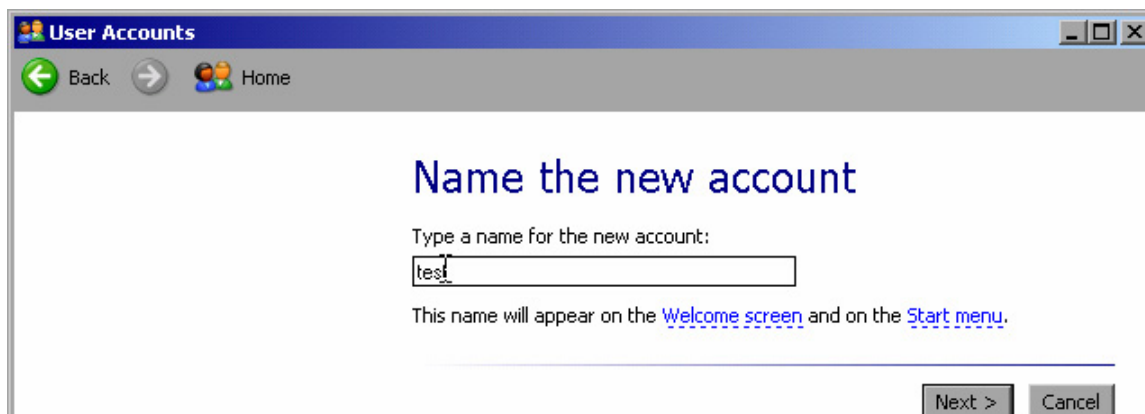 User Accounts
Back Home
Name the new account
Type a name for the new account:
test
This name will appear on the Welcome screen and on the Start menu.
Next > Cancel